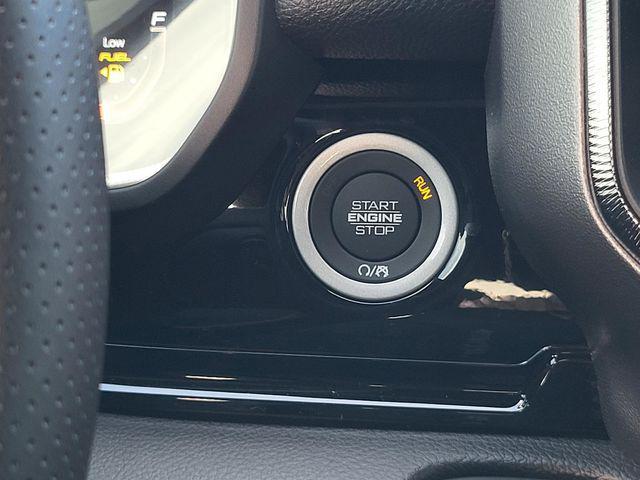 F
Low
FUEL
RUN
START
ENGINE
STOP